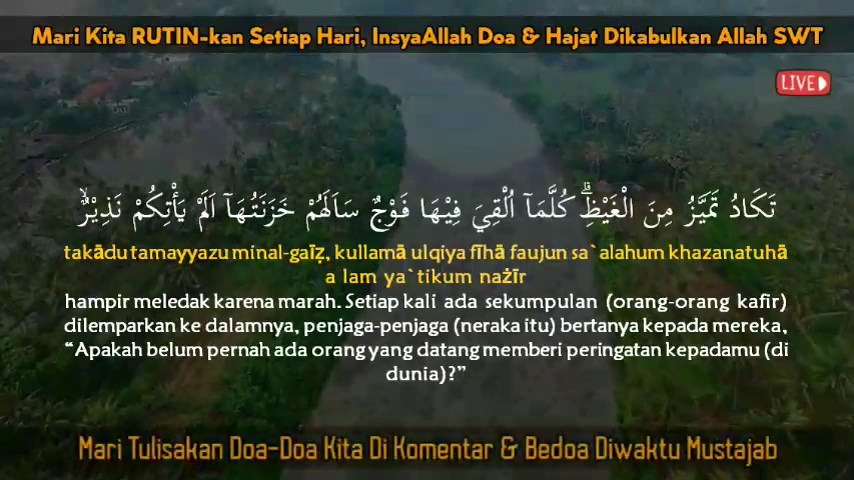 Mari Kita RUTIN-kan Setiap Hari, InsyaAllah Doa & Hajat Dikabulkan Allah SWT
LIVE
تَكَادُ تَمَيَّزُ مِنَ الْغَيْظِۗ كُلَّمَآ اُلْقِيَ فِيْهَا فَوْجٌ سَاَلَهُمْ خَزَنَتُهَآ اَلَمْ يَأْتِكُمْ نَذِيْرٌۙ
takādu tamayyazu minal-gaīẓ, kullamā ulqiya fīhā faujun sa`alahum khazanatuhā
a lam ya`tikum nażīr
hampir meledak karena marah. Setiap kali ada sekumpulan (orang-orang kafir)
dilemparkan ke dalamnya, penjaga-penjaga (neraka itu) bertanya kepada mereka,
“Apakah belum pernah ada orang yang datang memberi peringatan kepadamu (di
dunia)?”
Mari Tulisakan Doa-Doa Kita Di Komentar & Bedoa Diwaktu Mustajab